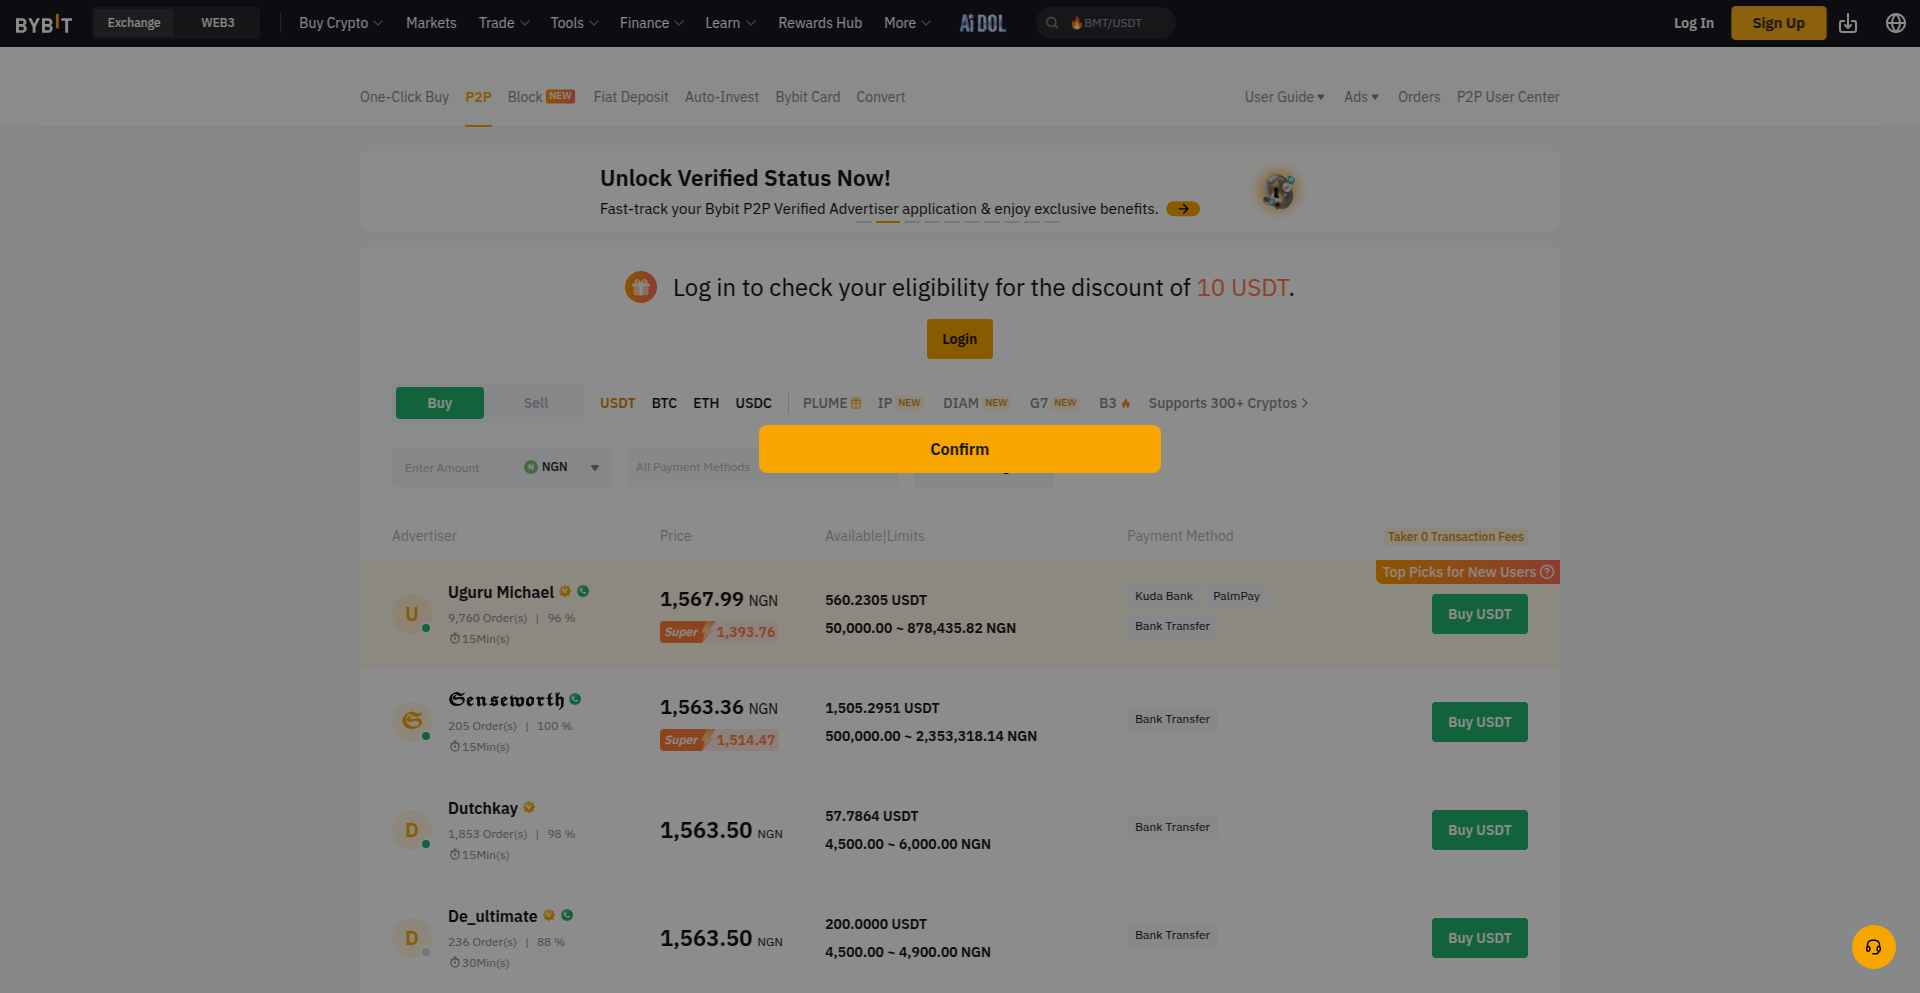 BYBIT Exchange WEB3 Buy Crypto Markets Trade Tools Finance Learn Rewards Hub More AiDOL BMT/USDT Log In Sign Up
One-Click Buy P2P Block NEW Fiat Deposit Auto-Invest Bybit Card Convert User Guide Ads Orders P2P User Center
Unlock Verified Status Now!
Fast-track your Bybit P2P Verified Advertiser application & enjoy exclusive benefits.
Log in to check your eligibility for the discount of 10 USDT.
Login
Buy Sell USDT BTC ETH USDC PLUME IP NEW DIAM NEW G7 NEW B3 Supports 300+ Cryptos
Confirm
Enter Amount NGN All Payment Methods
Advertiser Price Available|Limits Payment Method Taker 0 Transaction Fees
Top Picks for New Users
U Uguru Michael
9,760 Order(s) | 96 %
15Min(s)
1,567.99 NGN
Super 1,393.76
560.2305 USDT
50,000.00 ~ 878,435.82 NGN
Kuda Bank PalmPay
Bank Transfer
Buy USDT
𝕾 𝕾𝖊𝖓𝖘𝖊𝖜𝖔𝖗𝖙𝖍
205 Order(s) | 100 %
15Min(s)
1,563.36 NGN
Super 1,514.47
1,505.2951 USDT
500,000.00 ~ 2,353,318.14 NGN
Bank Transfer
Buy USDT
D Dutchkay
1,853 Order(s) | 98 %
15Min(s)
1,563.50 NGN
57.7864 USDT
4,500.00 ~ 6,000.00 NGN
Bank Transfer
Buy USDT
D De_ultimate
236 Order(s) | 88 %
30Min(s)
1,563.50 NGN
200.0000 USDT
4,500.00 ~ 4,900.00 NGN
Bank Transfer
Buy USDT